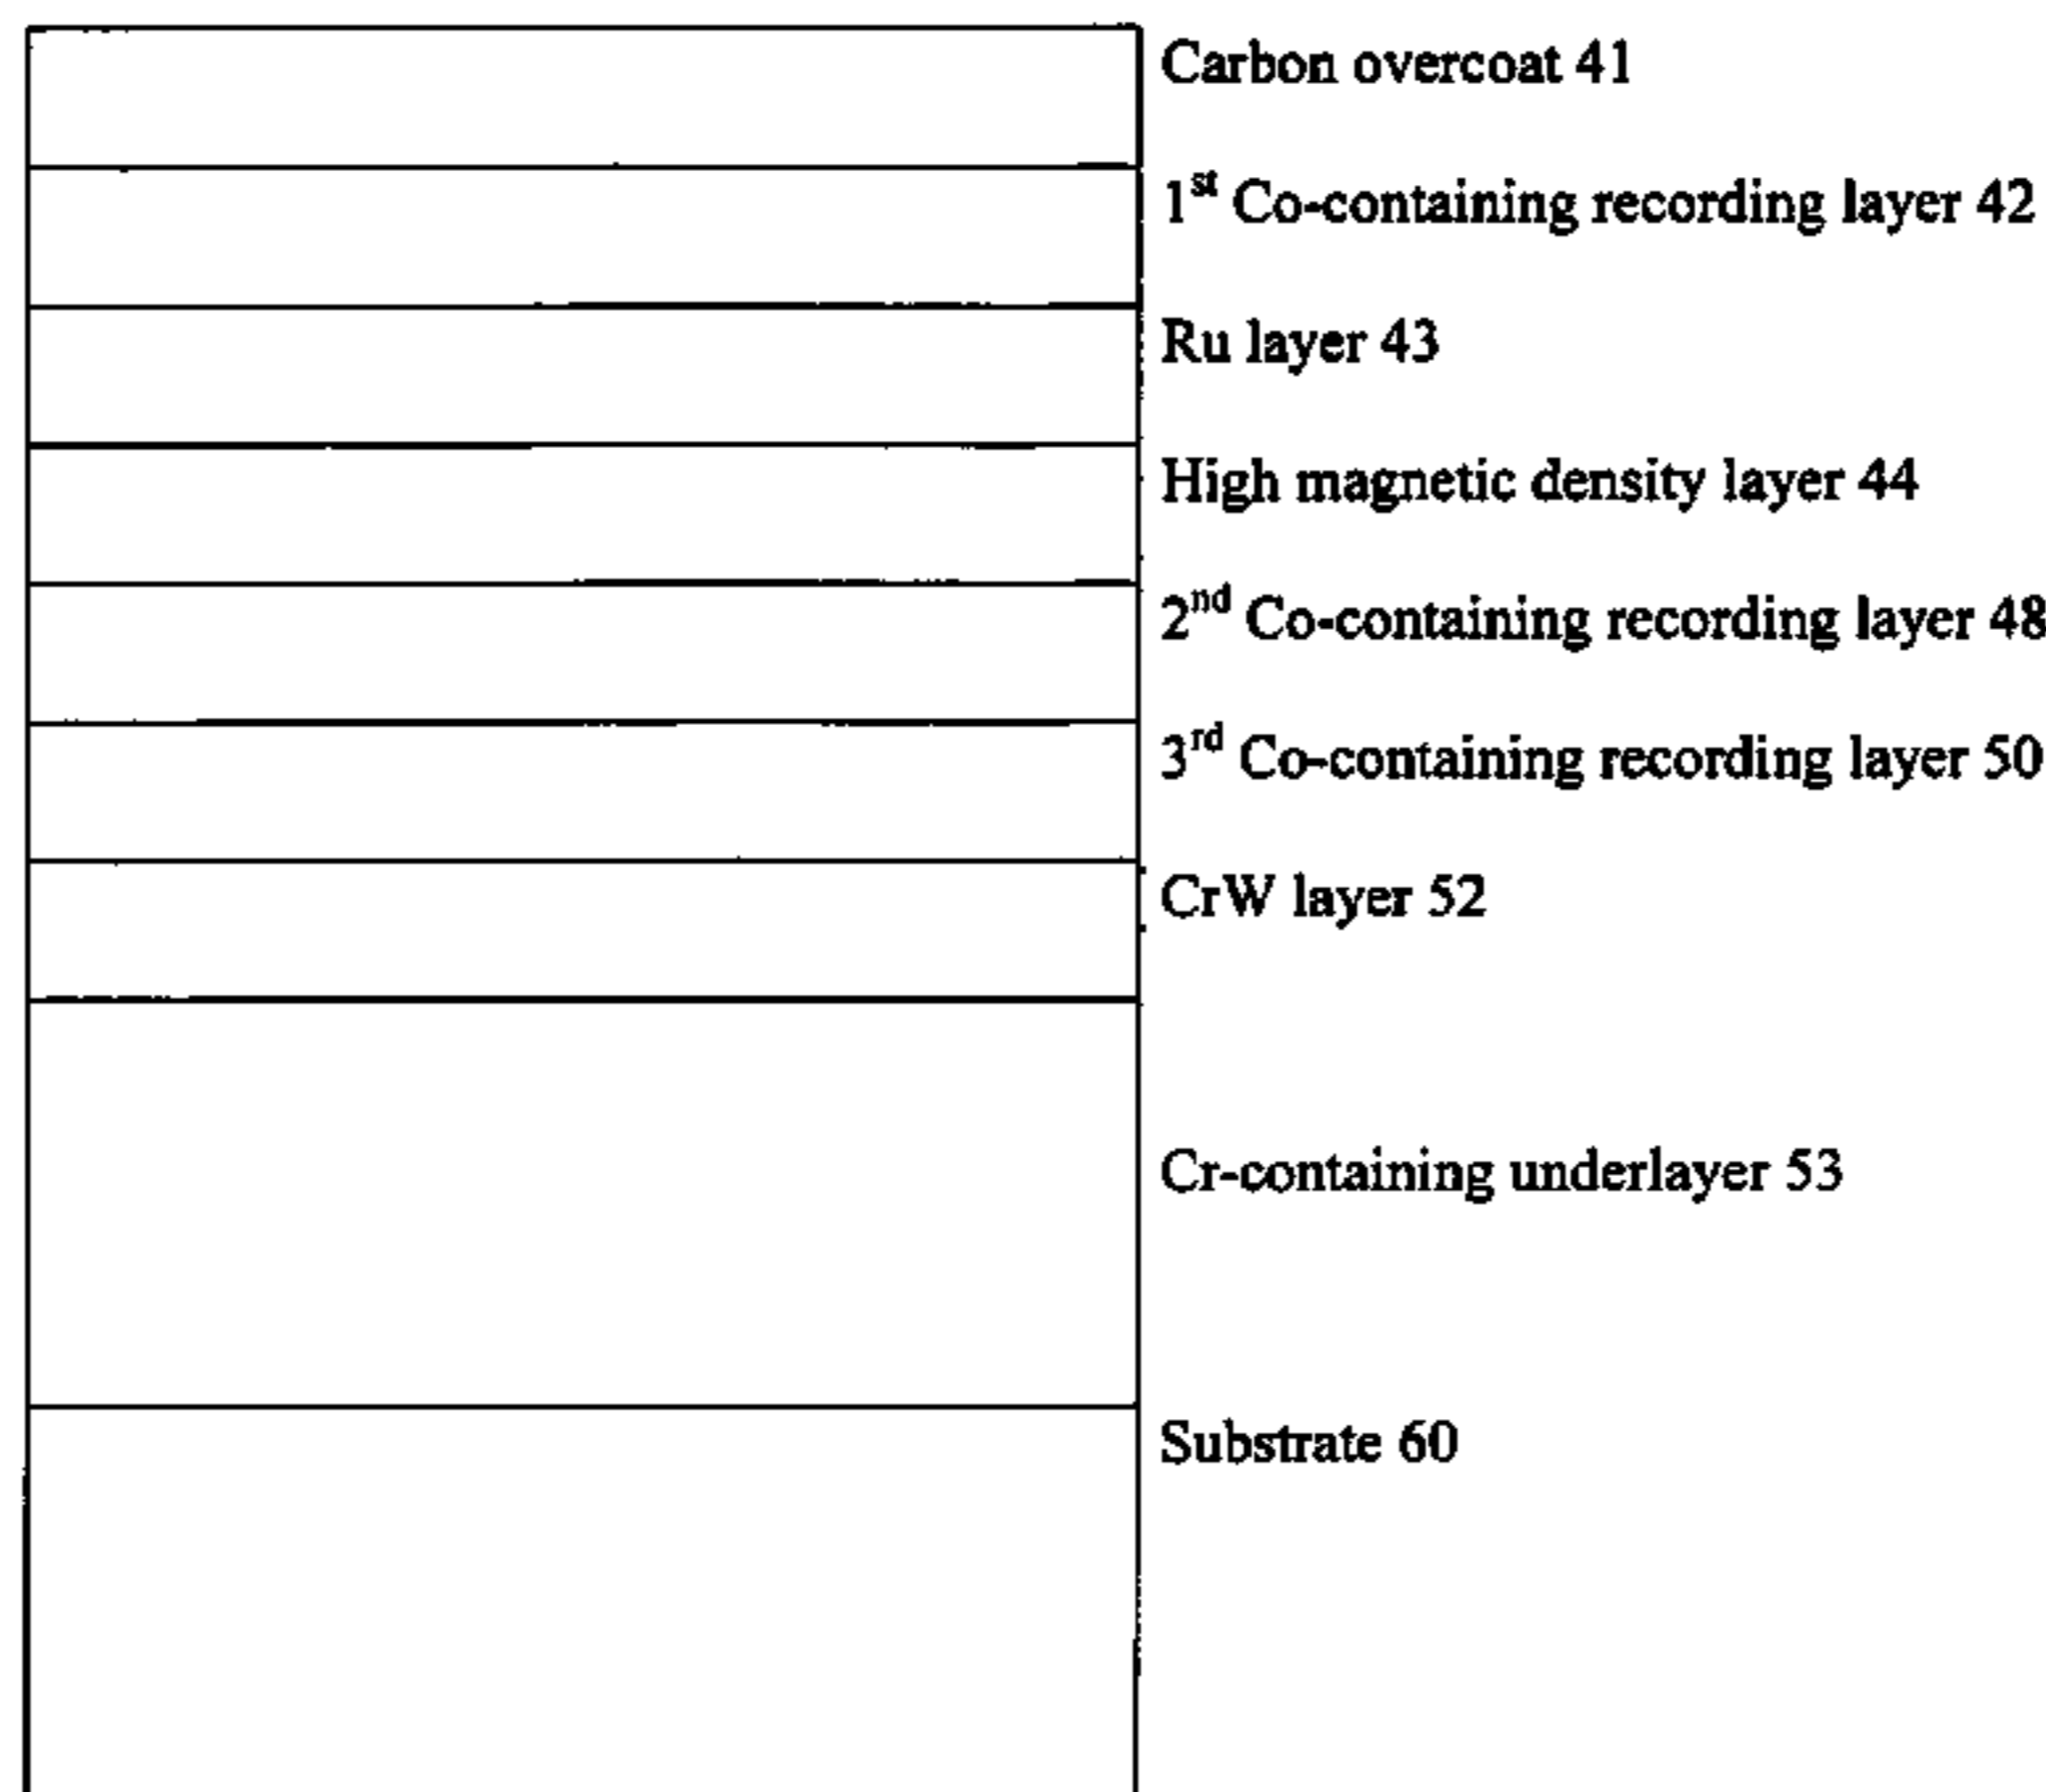 Carbon overcoat 41
1st Co-containing recording layer 42
Ru layer 43
High magnetic density layer 44
2nd Co-containing recording layer 48
3rd Co-containing recording layer 50
CrW layer 52
Cr-containing underlayer 53
Substrate 60